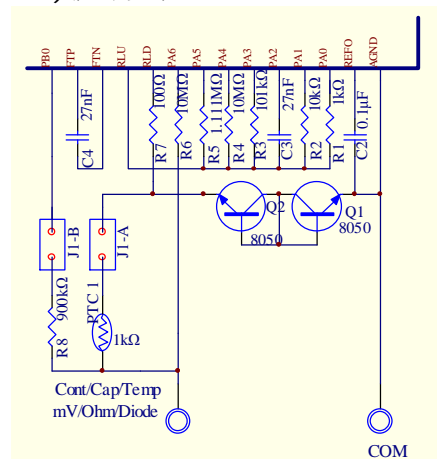 PB0 FTP FTN RLU RLD PA6 PA5 PA4 PA3 PA2 PA1 PA0 REFO AGND
27nF 100Ω 10MΩ 1.111MΩ 10MΩ 101kΩ 27nF 10kΩ 1kΩ 0.1μF
C4 R7 R6 R5 R4 R3 C3 R2 R1 C2
Q2 Q1
8050 8050
J1-B J1-A
900kΩ PTC 1
R8 1kΩ
Cont/Cap/Temp
mV/Ohm/Diode
COM